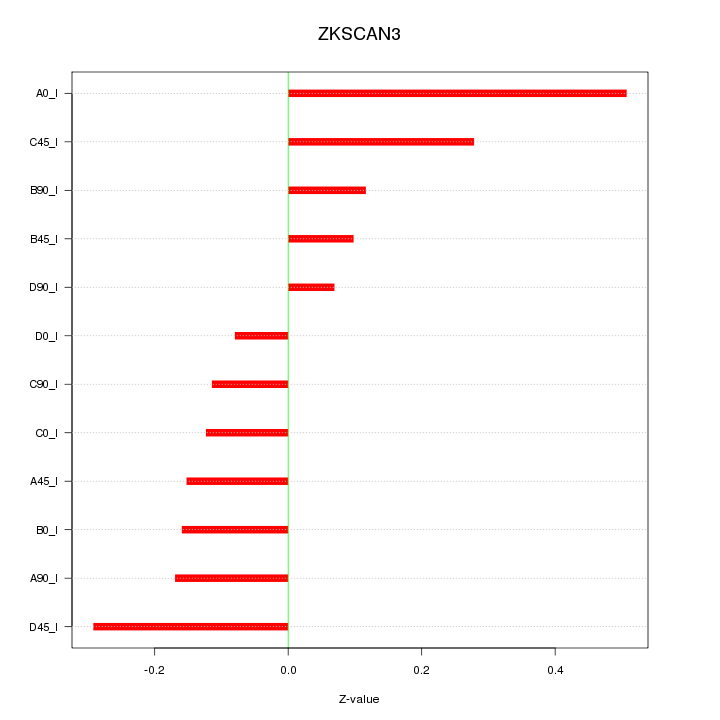 ZKSCAN3
A0_I
C45_I
B90_I
B45_I
D90_I
D0_I
C90_I
C0_I
A45_I
B0_I
A90_I
D45_I
-0.2 0.0 0.2 0.4
Z-value